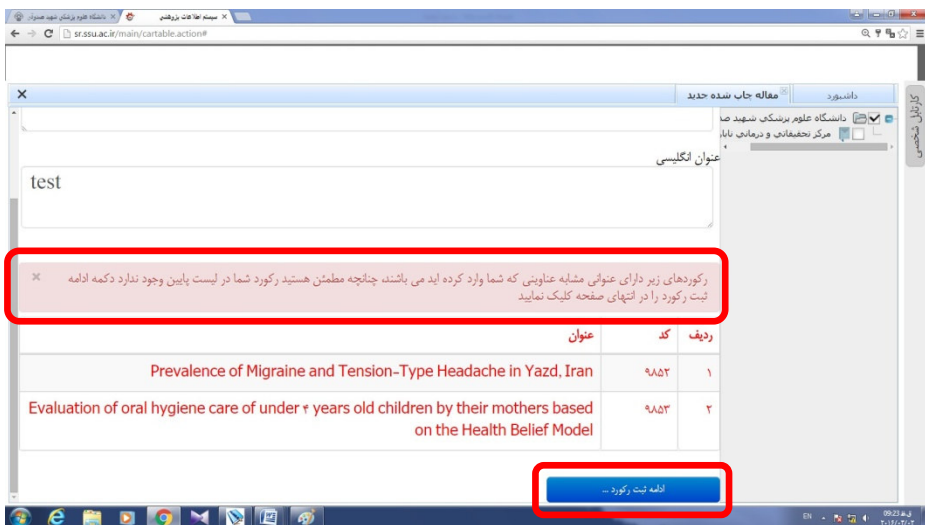 سیستم اطلاعات پژوهشی
دانشگاه علوم پزشکی شهید صدوقی
sr.ssu.ac.ir/main/cartable.action#
داشبورد
مقاله چاپ شده جدید
کارتابل شخصی
دانشگاه علوم پزشکی شهید صد
مرکز تحقیقاتی و درمانی نابار
عنوان انگلیسی
test
رکوردهای زیر دارای عنوانی مشابه عناوینی که شما وارد کرده اید می باشند، چنانچه مطمئن هستید رکورد شما در لیست پایین وجود ندارد دکمه ادامه
ثبت رکورد را در انتهای صفحه کلیک نمایید
ردیف کد عنوان
۱ ۹۸۵۲ Prevalence of Migraine and Tension-Type Headache in Yazd, Iran
۲ ۹۸۵۳ Evaluation of oral hygiene care of under ۴ years old children by their mothers based
on the Health Belief Model
ادامه ثبت رکورد ...
EN
09:23 ق.ظ